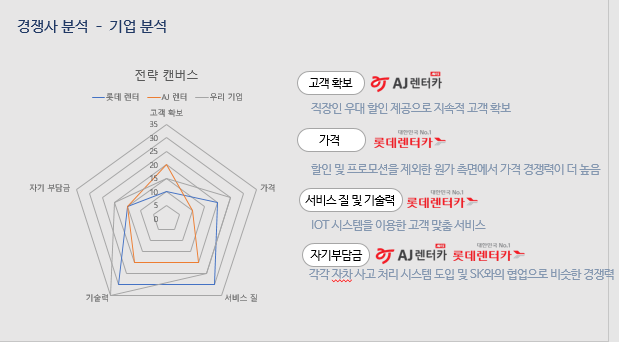 경쟁사 분석 - 기업 분석
전략 캔버스
롯데 렌터 AJ 렌터 우리 기업
고객 확보
35
30
25
20
15
10
5
0
가격
서비스 질
기술력
자기 부담금
고객 확보 AJ렌터카
직장인 우대 할인 제공으로 지속적 고객 확보
가격 대한민국 No.1 롯데렌터카
할인 및 프로모션을 제외한 원가 측면에서 가격 경쟁력이 더 높음
서비스 질 및 기술력 대한민국 No.1 롯데렌터카
IOT 시스템을 이용한 고객 맞춤 서비스
자기부담금 AJ렌터카 대한민국 No.1 롯데렌터카
각각 자차 사고 처리 시스템 도입 및 SK와의 협업으로 비슷한 경쟁력